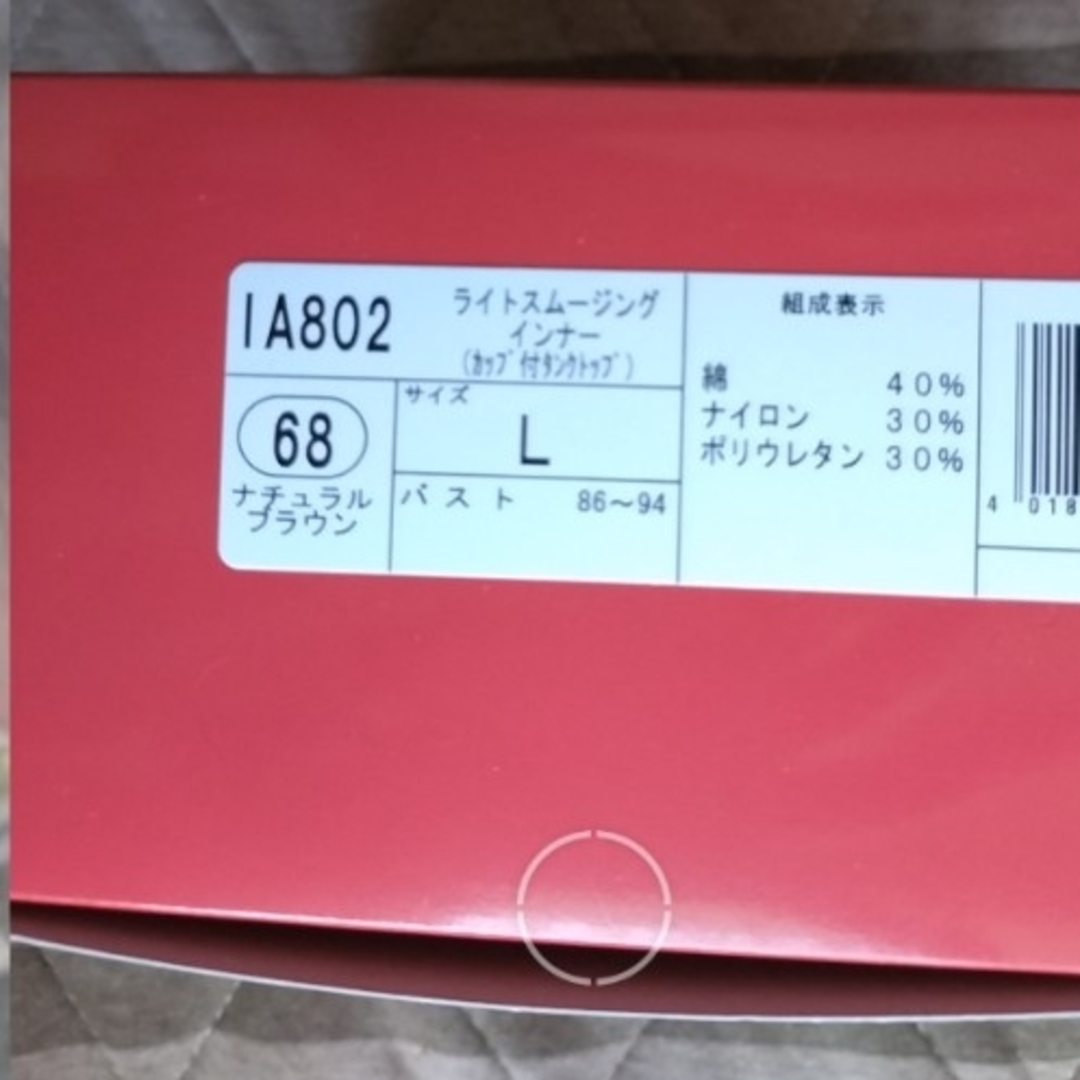 IA802
ライトスムージング
インナー
(ｶｯﾌﾟ付ﾀﾝｸﾄｯﾌﾟ)
68
ナチュラル
ブラウン
サイズ
L
バスト 86～94
組成表示
綿 40%
ナイロン 30%
ポリウレタン 30%
4 018